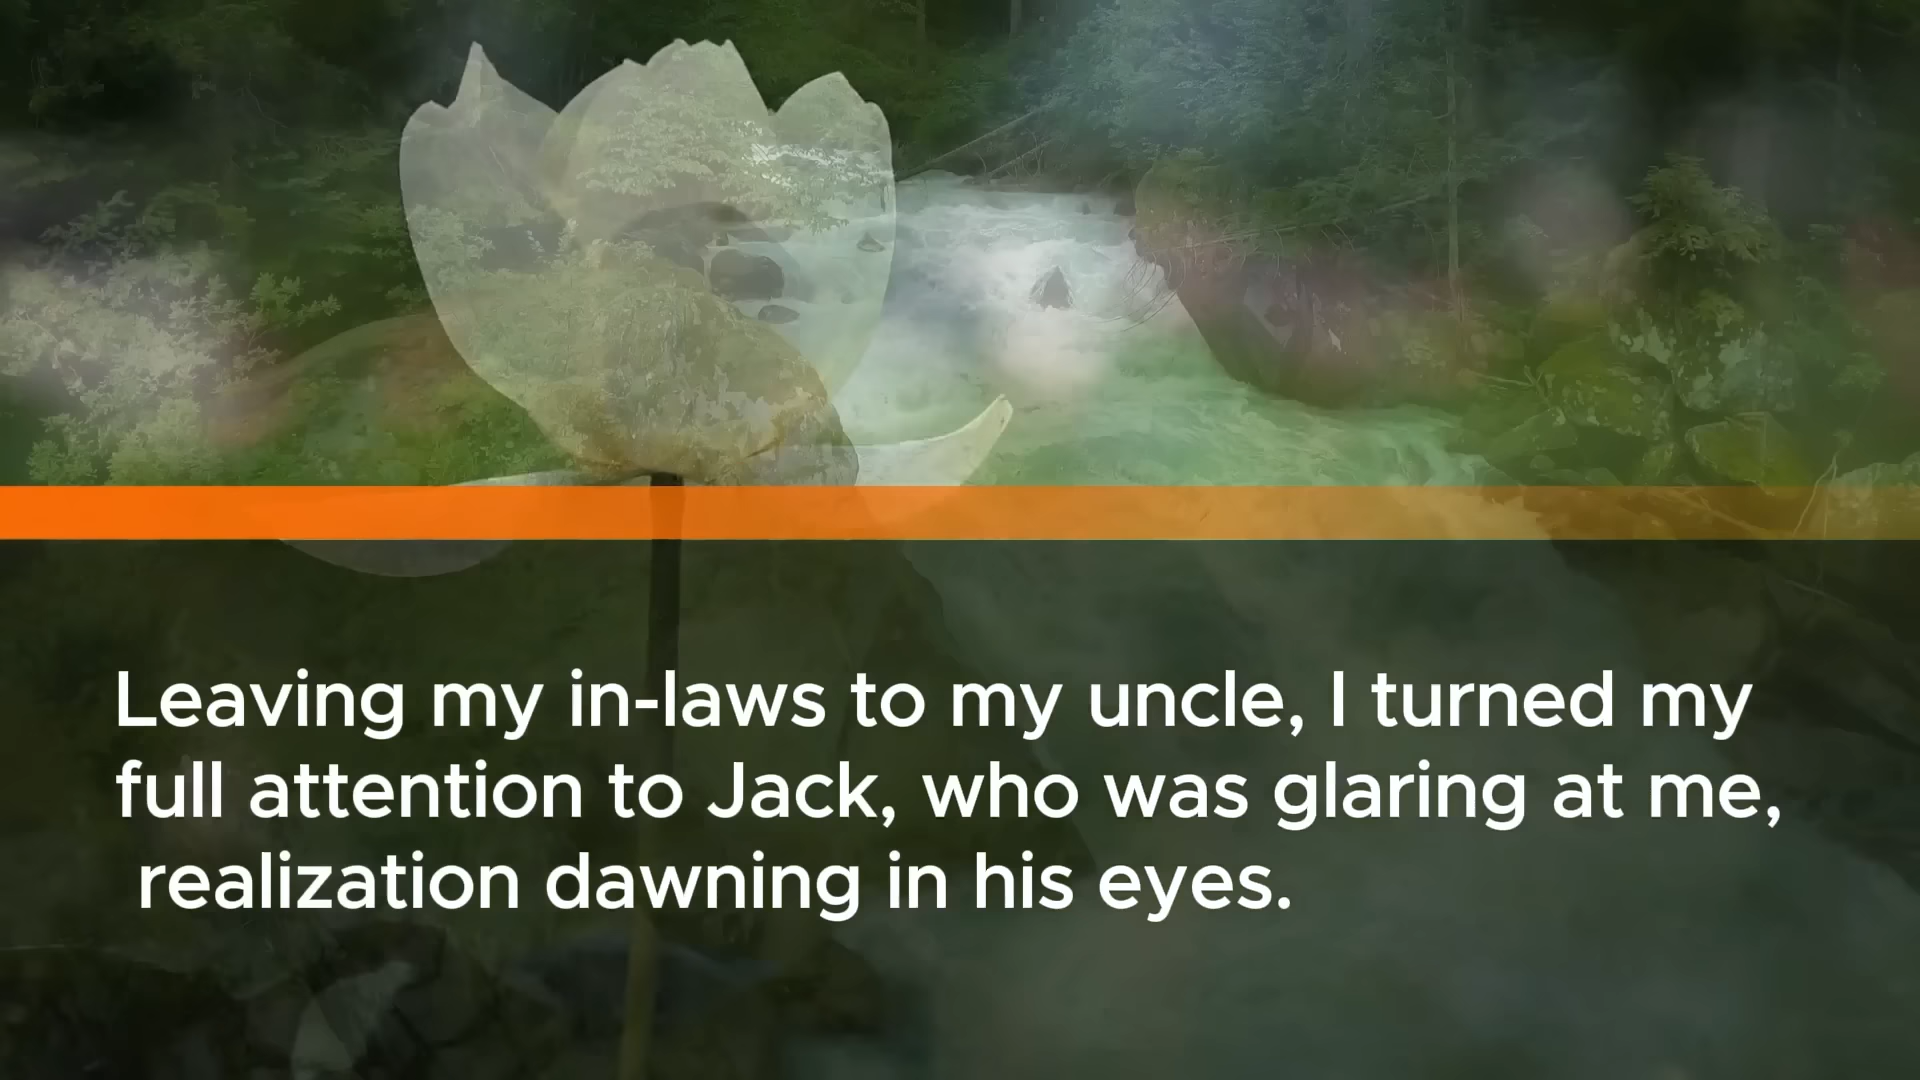 Leaving my in-laws to my uncle, I turned my
full attention to Jack, who was glaring at me,
realization dawning in his eyes.